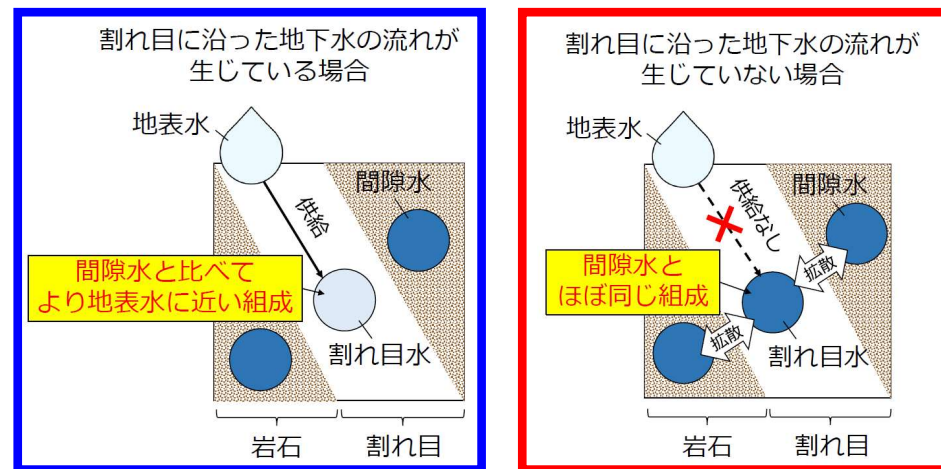 割れ目に沿った地下水の流れが
生じている場合
地表水
間隙水
供給
間隙水と比べて
より地表水に近い組成
割れ目水
岩石
割れ目
割れ目に沿った地下水の流れが
生じていない場合
地表水
間隙水
供給なし
拡散
間隙水と
ほぼ同じ組成
拡散
割れ目水
岩石
割れ目